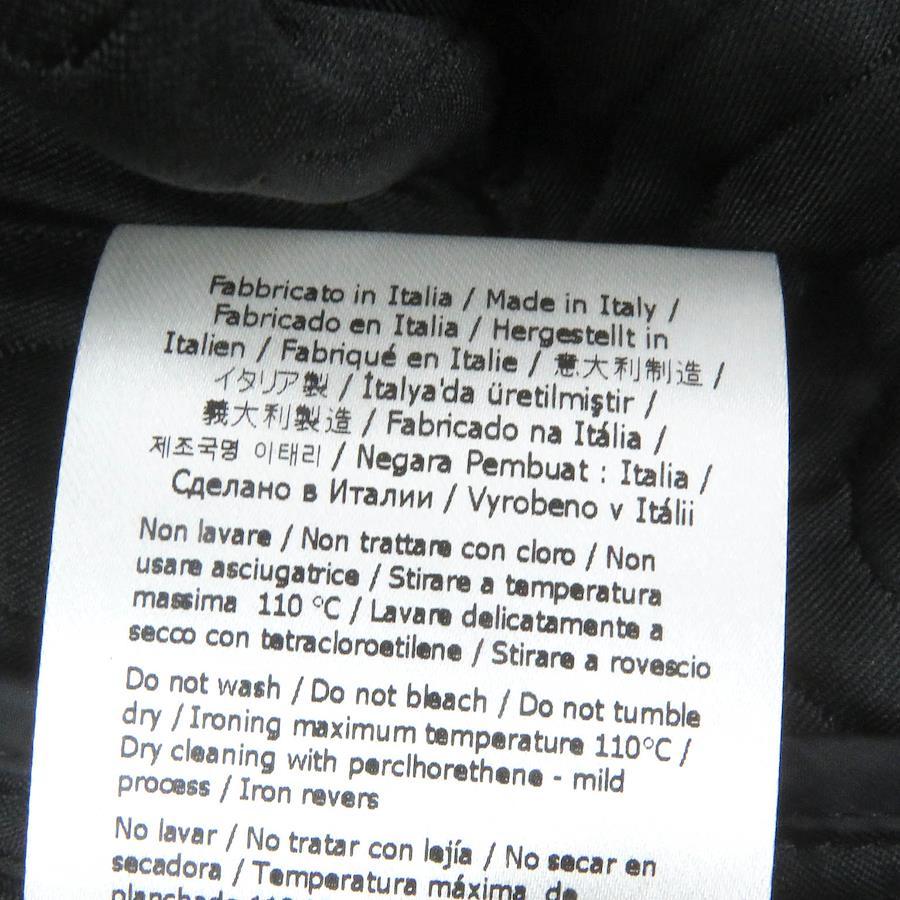 Fabbricato in Italia / Made in Italy /
Fabricado en Italia / Hergestellt in
Italien / Fabriqué en Italie / 意大利制造 /
イタリア製 / İtalya'da üretilmiştir /
義大利製造 / Fabricado na Itália /
제조국명 이태리 / Negara Pembuat : Italia /
Сделано в Италии / Vyrobeno v Itálii
Non lavare / Non trattare con cloro / Non
usare asciugatrice / Stirare a temperatura
massima 110 °C / Lavare delicatamente a
secco con tetracloroetilene / Stirare a rovescio
Do not wash / Do not bleach / Do not tumble
dry / Ironing maximum temperature 110°C /
Dry cleaning with perclhorethene - mild
process / Iron revers
No lavar / No tratar con lejía / No secar en
secadora / Temperatura máxima de
planchado